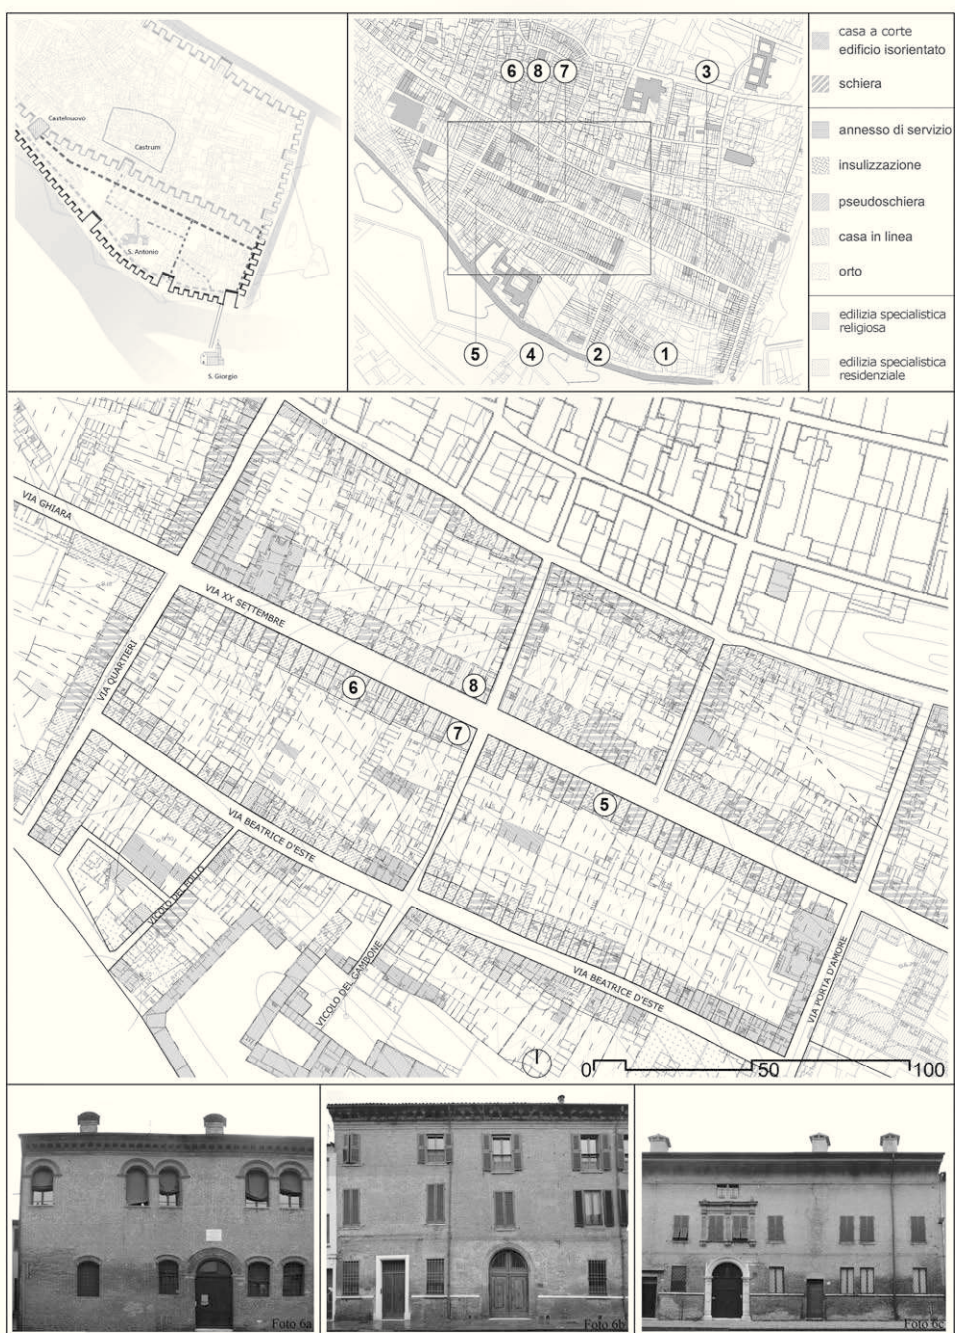 Castelnuovo
Castrum
S. Antonio
S. Giorgio
6 8 7 3
5 4 2 1
casa a corte
edificio isorientato
schiera
annesso di servizio
insulizzazione
pseudoschiera
casa in linea
orto
edilizia specialistica
religiosa
edilizia specialistica
residenziale
VIA GHIARA
VIA XX SETTEMBRE
VIA QUARTIERI
8
6
7
5
VIA BEATRICE D'ESTE
VICOLO DEL FOLLO
VICOLO DEL GAMBONE
VIA BEATRICE D'ESTE
VIA PORTA D'AMORE
0 50 100
Foto 6a
Foto 6b
Foto 6c